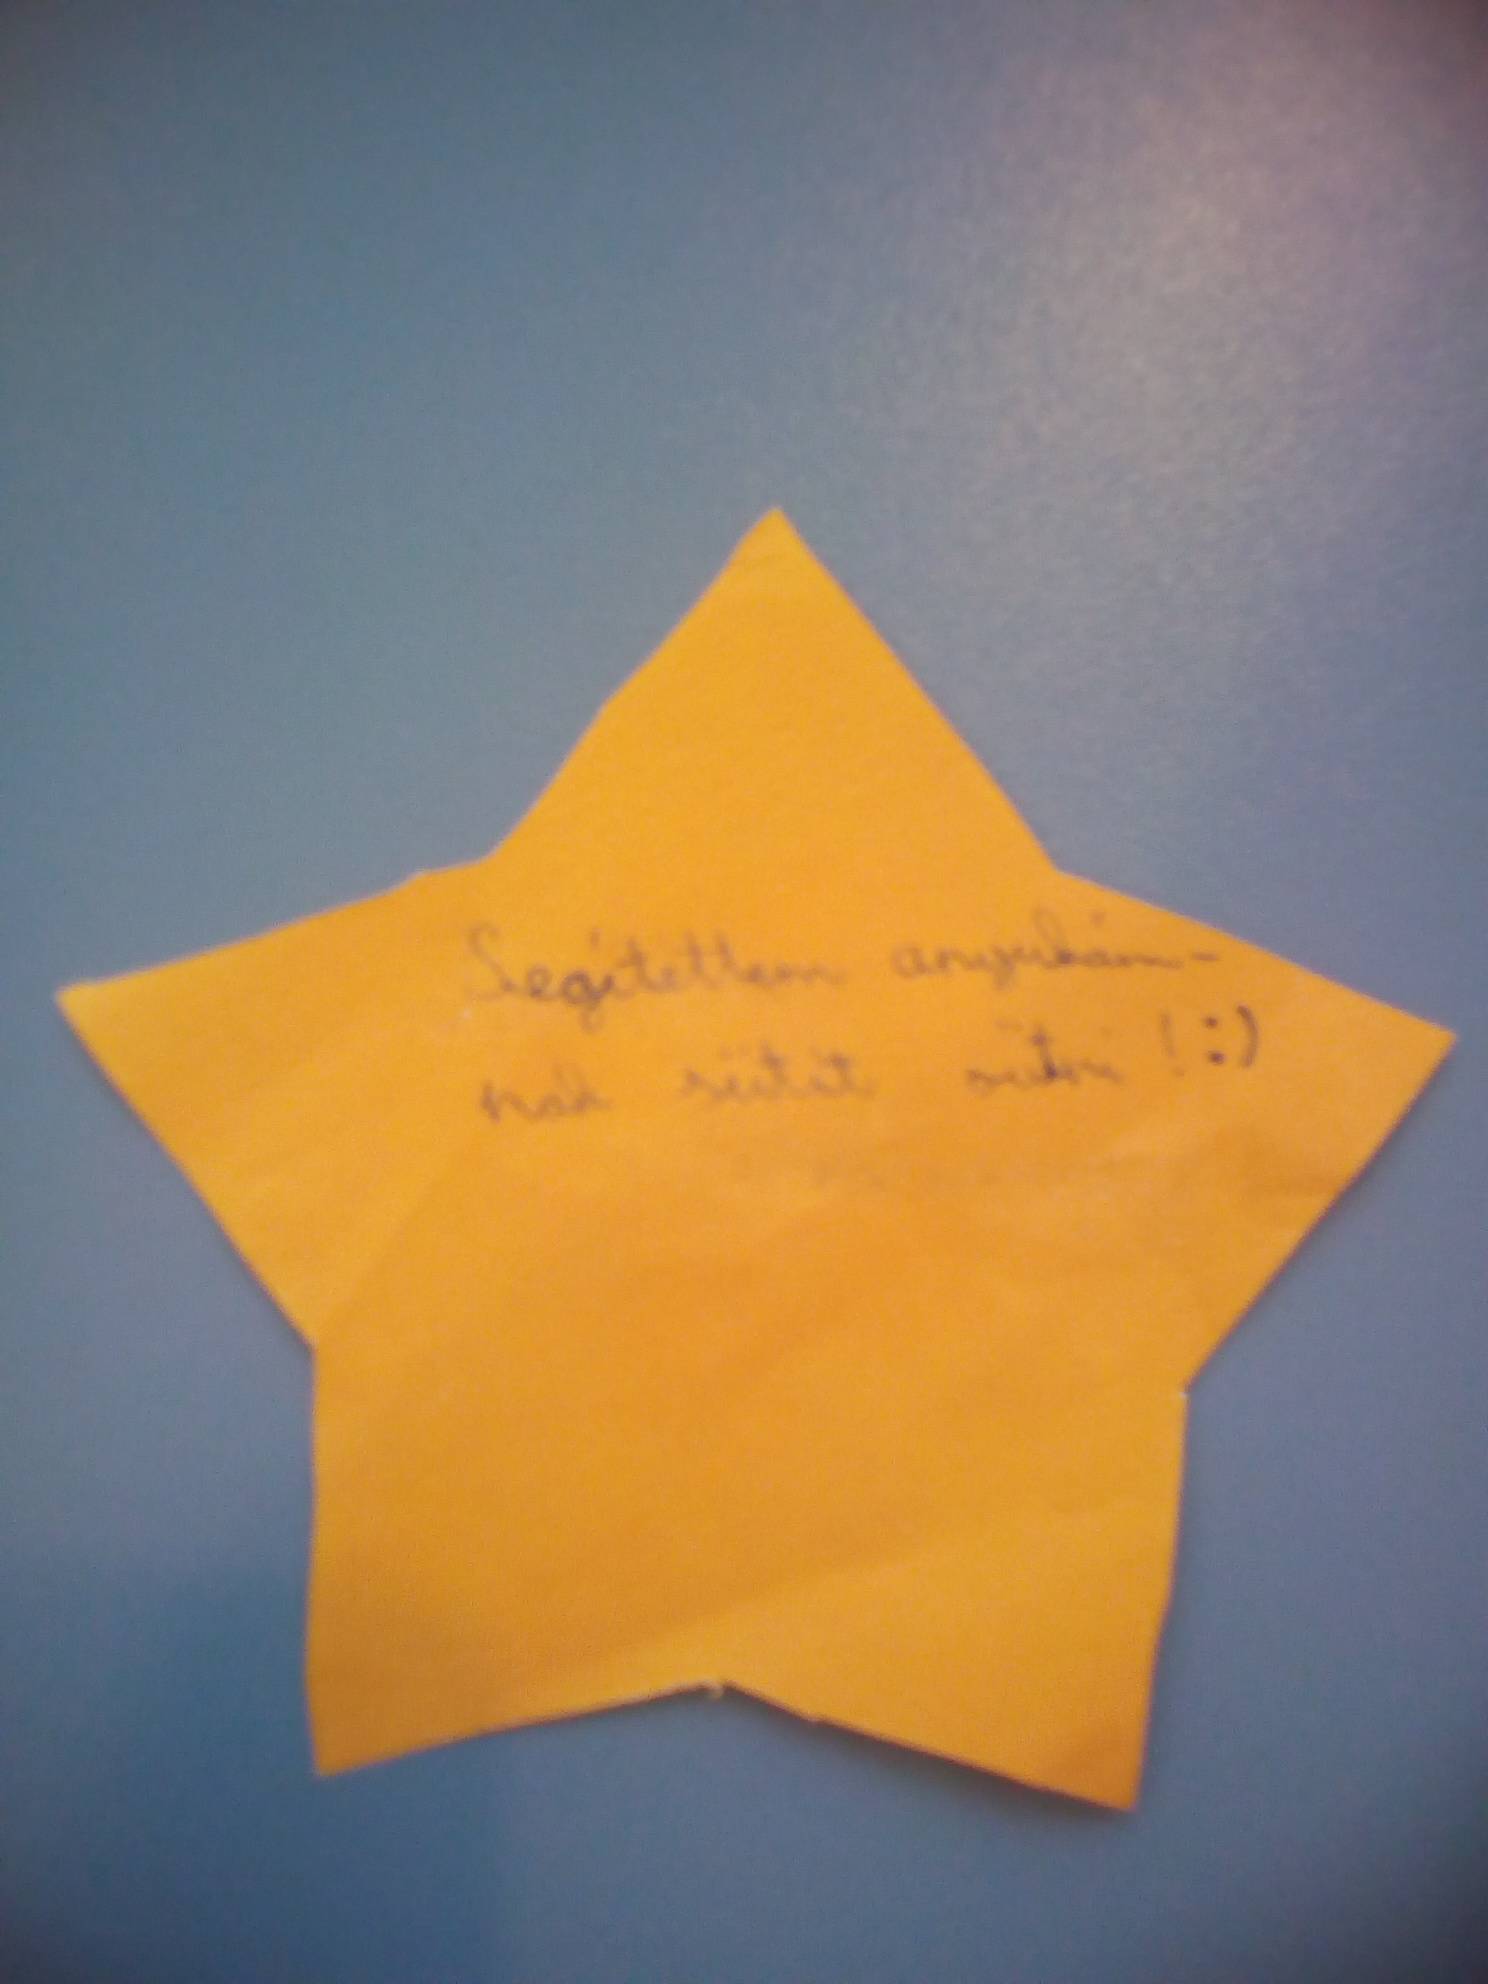 Segítettem anyukám-
nak sütit sütni ! :)